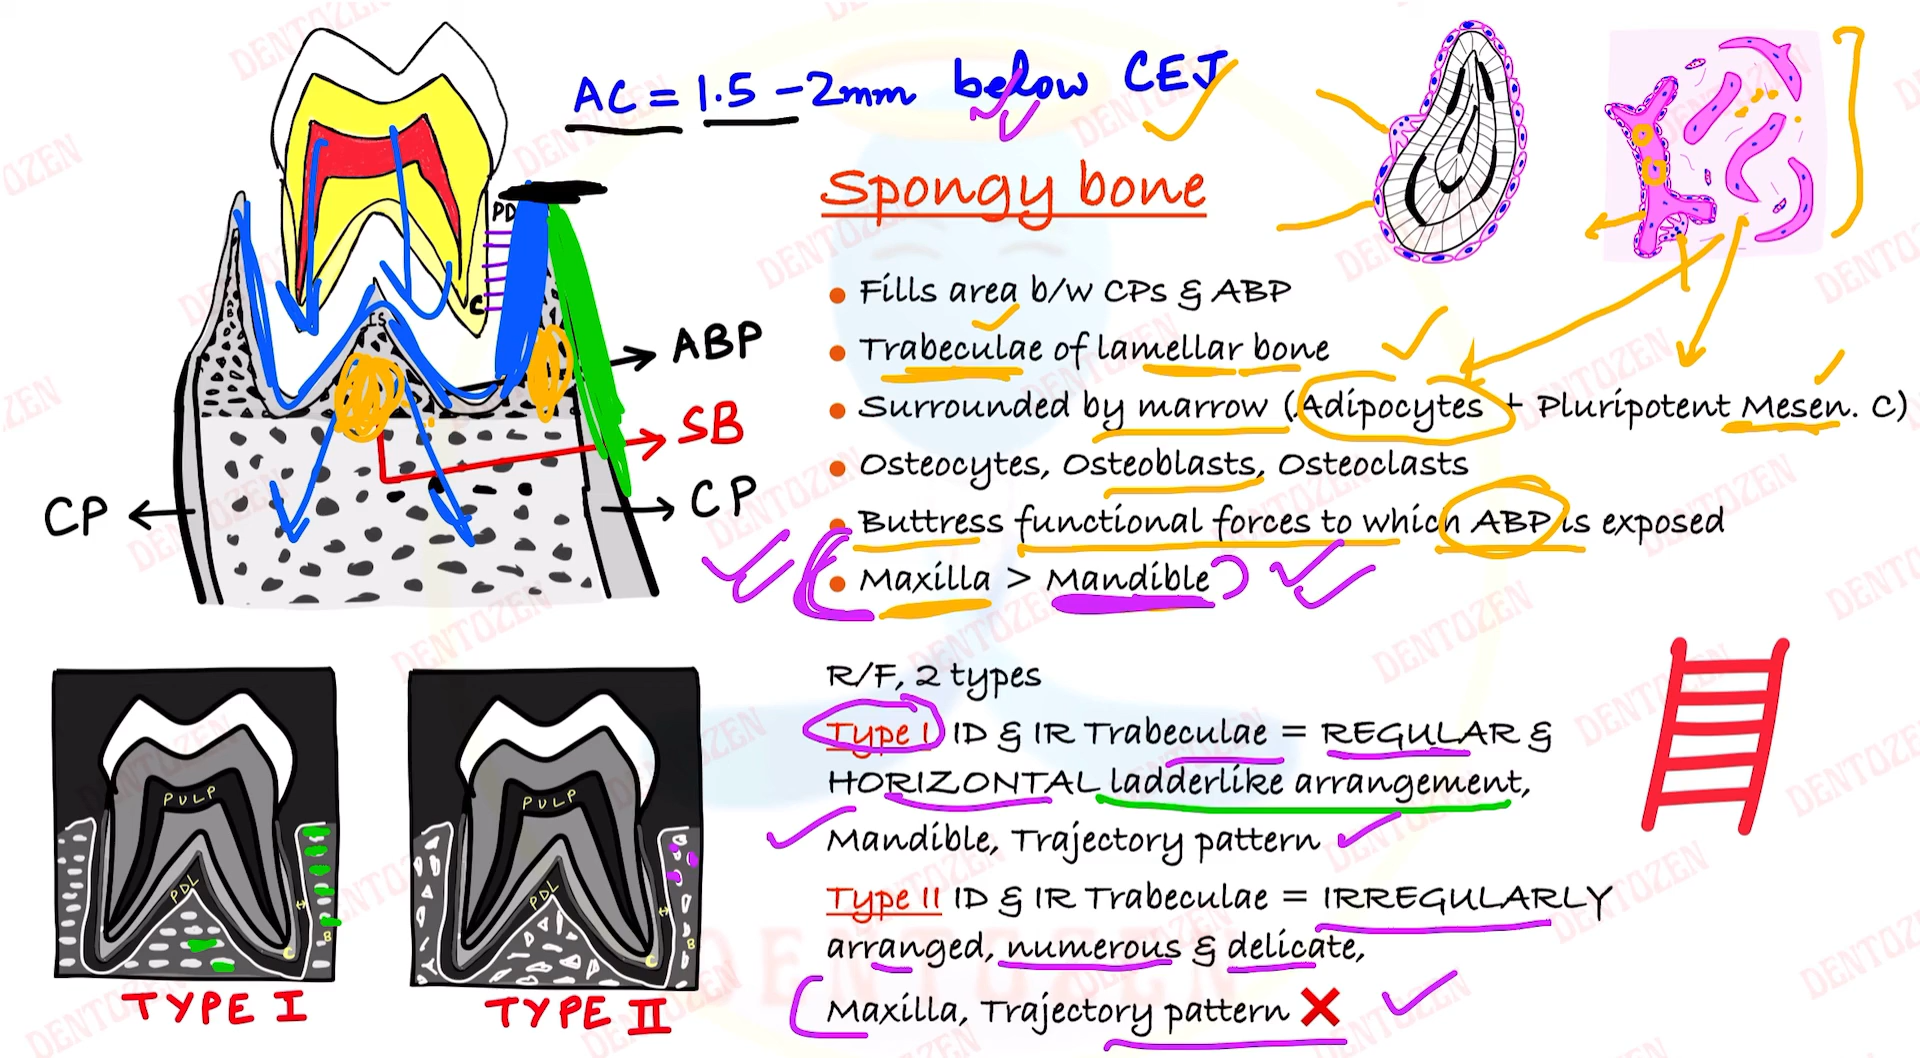 AC = 1.5 - 2mm below CEJ
Spongy bone
• Fills area b/w CPs & ABP
• Trabeculae of lamellar bone
• Surrounded by marrow (Adipocytes + Pluripotent Mesen. C)
• Osteocytes, Osteoblasts, Osteoclasts
• Buttress functional forces to which ABP is exposed
• Maxilla > Mandible
PD
C
IS
ABP
SB
CP
CP
R/F, 2 types
Type I ID & IR Trabeculae = REGULAR &
HORIZONTAL ladderlike arrangement,
Mandible, Trajectory pattern
Type II ID & IR Trabeculae = IRREGULARLY
arranged, numerous & delicate,
Maxilla, Trajectory pattern ❌
PULP
PDL
C
B
TYPE I
PULP
PDL
C
B
TYPE II
DENTOZEN